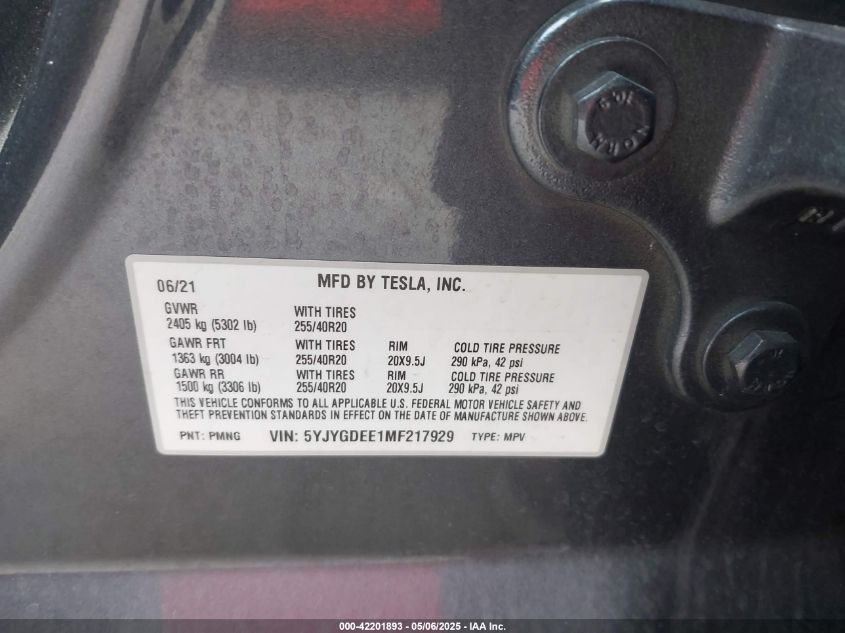 06/21 MFD BY TESLA, INC.
GVWR WITH TIRES
2405 kg (5302 lb) 255/40R20
GAWR FRT WITH TIRES RIM COLD TIRE PRESSURE
1363 kg (3004 lb) 255/40R20 20X9.5J 290 kPa, 42 psi
GAWR RR WITH TIRES RIM COLD TIRE PRESSURE
1500 kg (3306 lb) 255/40R20 20X9.5J 290 kPa, 42 psi
THIS VEHICLE CONFORMS TO ALL APPLICABLE U.S. FEDERAL MOTOR VEHICLE SAFETY AND
THEFT PREVENTION STANDARDS IN EFFECT ON THE DATE OF MANUFACTURE SHOWN ABOVE.
PNT: PMNG VIN: 5YJYGDEE1MF217929 TYPE: MPV
000-42201893 - 05/06/2025 - IAA Inc.